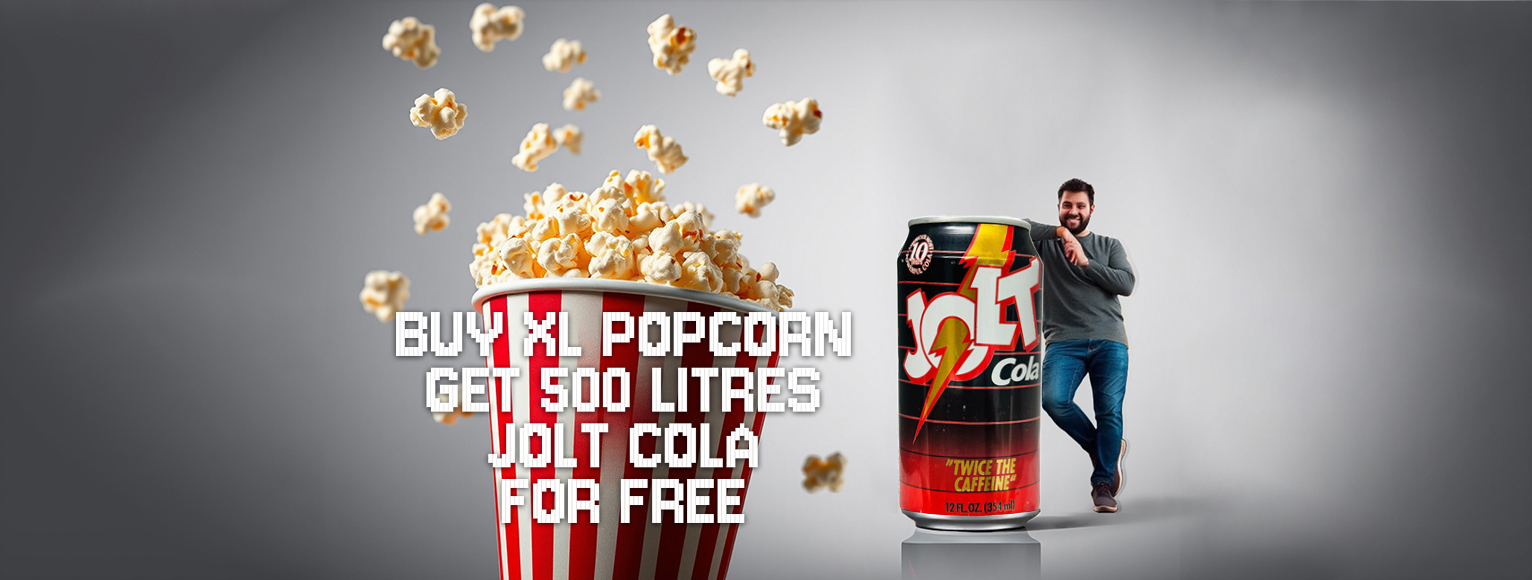 BUY XL POPCORN
GET 500 LITRES
JOLT COLA
FOR FREE
10
JOLT
Cola
"TWICE THE
CAFFEINE"
12 FL. OZ. (354 ml)